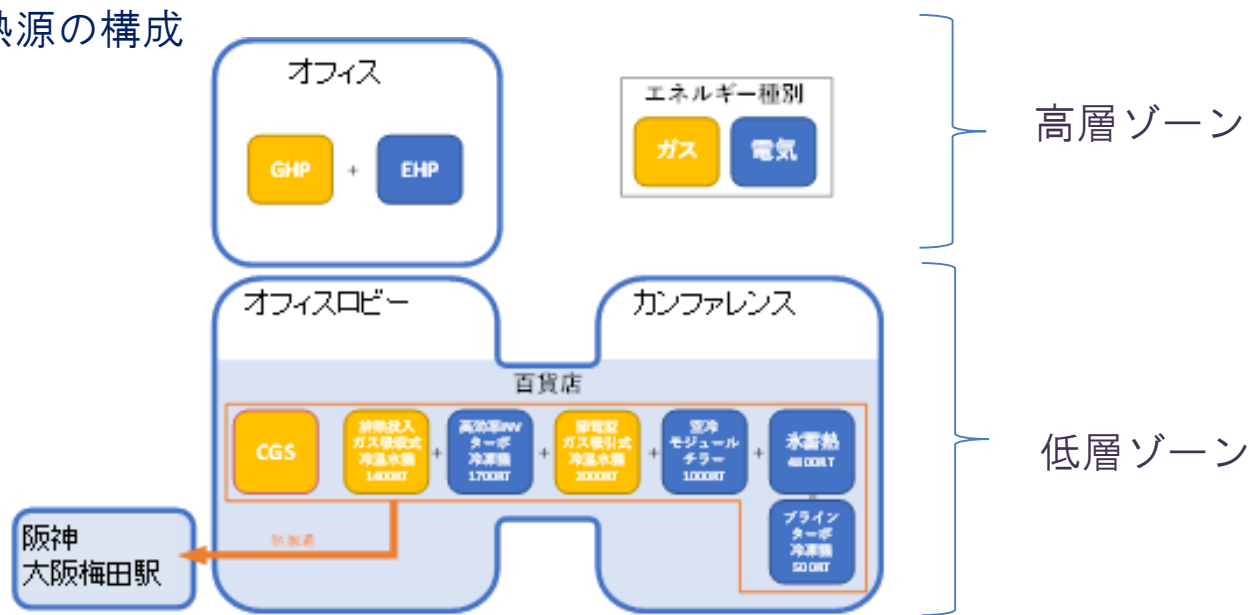 熱源の構成
オフィス
GHP
+
EHP
エネルギー種別
ガス
電気
高層ゾーン
オフィスロビー
カンファレンス
百貨店
CGS
排熱投入
ガス吸収式
冷温水機
1400RT
+
高効率INV
ターボ
冷凍機
1700RT
+
節電型
ガス吸引式
冷温水機
2000RT
+
空冷
モジュール
チラー
1000RT
+
氷蓄熱
ブライン
ターボ
冷凍機
500RT
熱融通
阪神
大阪梅田駅
低層ゾーン